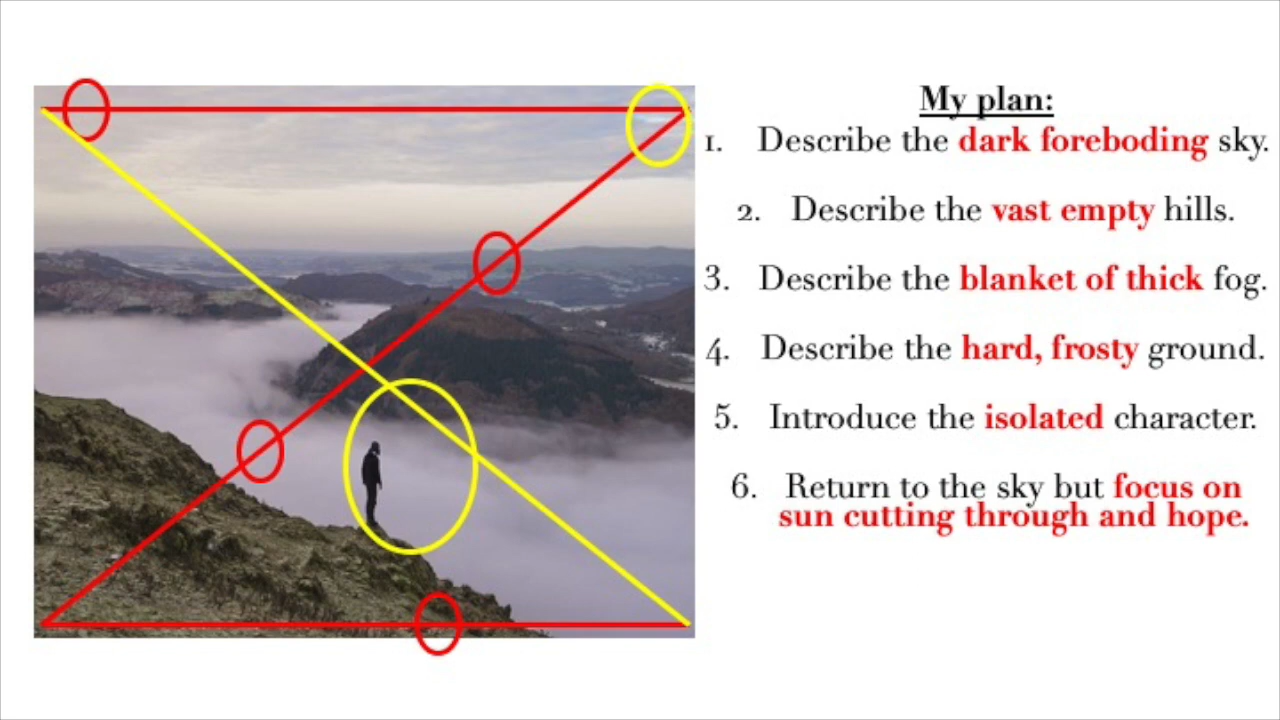 My plan:
1. Describe the dark foreboding sky.
2. Describe the vast empty hills.
3. Describe the blanket of thick fog.
4. Describe the hard, frosty ground.
5. Introduce the isolated character.
6. Return to the sky but focus on
sun cutting through and hope.